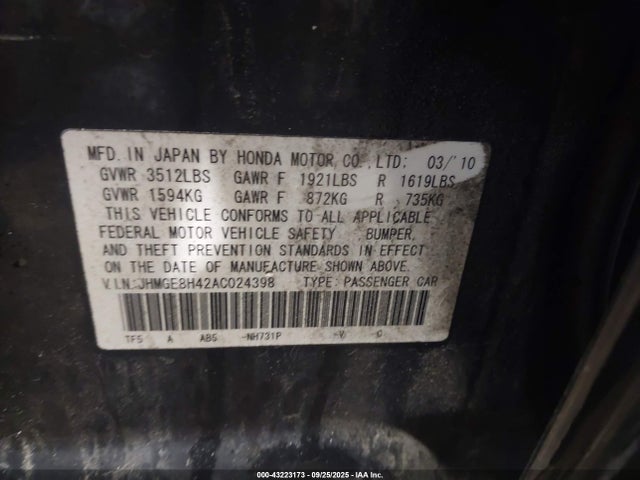 MFD. IN JAPAN BY HONDA MOTOR CO., LTD: 03/'10
GVWR 3512LBS GAWR F 1921LBS R 1619LBS
GVWR 1594KG GAWR F 872KG R 735KG
THIS VEHICLE CONFORMS TO ALL APPLICABLE
FEDERAL MOTOR VEHICLE SAFETY BUMPER,
AND THEFT PREVENTION STANDARDS IN EFFECT
ON THE DATE OF MANUFACTURE SHOWN ABOVE.
V.I.N: JHMGE8H42AC024398 TYPE: PASSENGER CAR
TF5 A AB5 -NH731P -V C
000-43223173 - 09/25/2025 - IAA Inc.